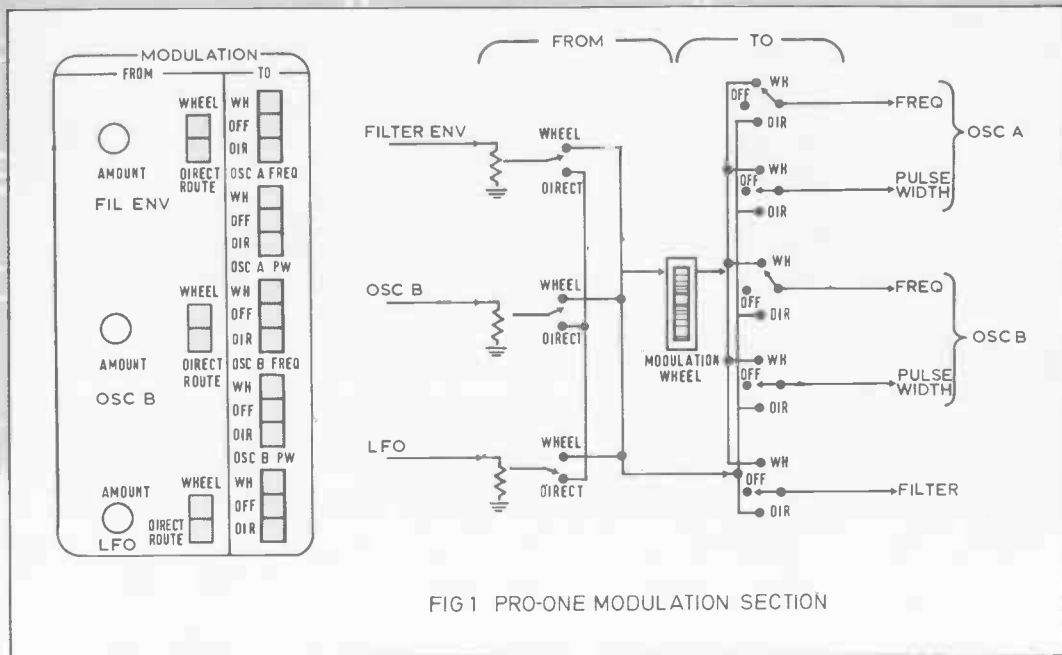 MODULATION
FROM
TO
WHEEL
AMOUNT
DIRECT
ROUTE
FIL ENV
WH
OFF
DIR
OSC A FREQ
WH
OFF
DIR
OSC A PW
WHEEL
AMOUNT
DIRECT
ROUTE
OSC B
WH
OFF
DIR
OSC B FREQ
WH
OFF
DIR
OSC B PW
AMOUNT
WHEEL
DIRECT
ROUTE
LFO
WH
OFF
DIR
FROM
TO
FILTER ENV
WHEEL
DIRECT
OSC B
WHEEL
DIRECT
LFO
WHEEL
DIRECT
MODULATION
WHEEL
WH
OFF
DIR
FREQ
WH
OFF
DIR
PULSE
WIDTH
OSC A
WH
OFF
DIR
FREQ
WH
OFF
DIR
PULSE
WIDTH
OSC B
WH
OFF
DIR
FILTER
FIG 1 PRO-ONE MODULATION SECTION